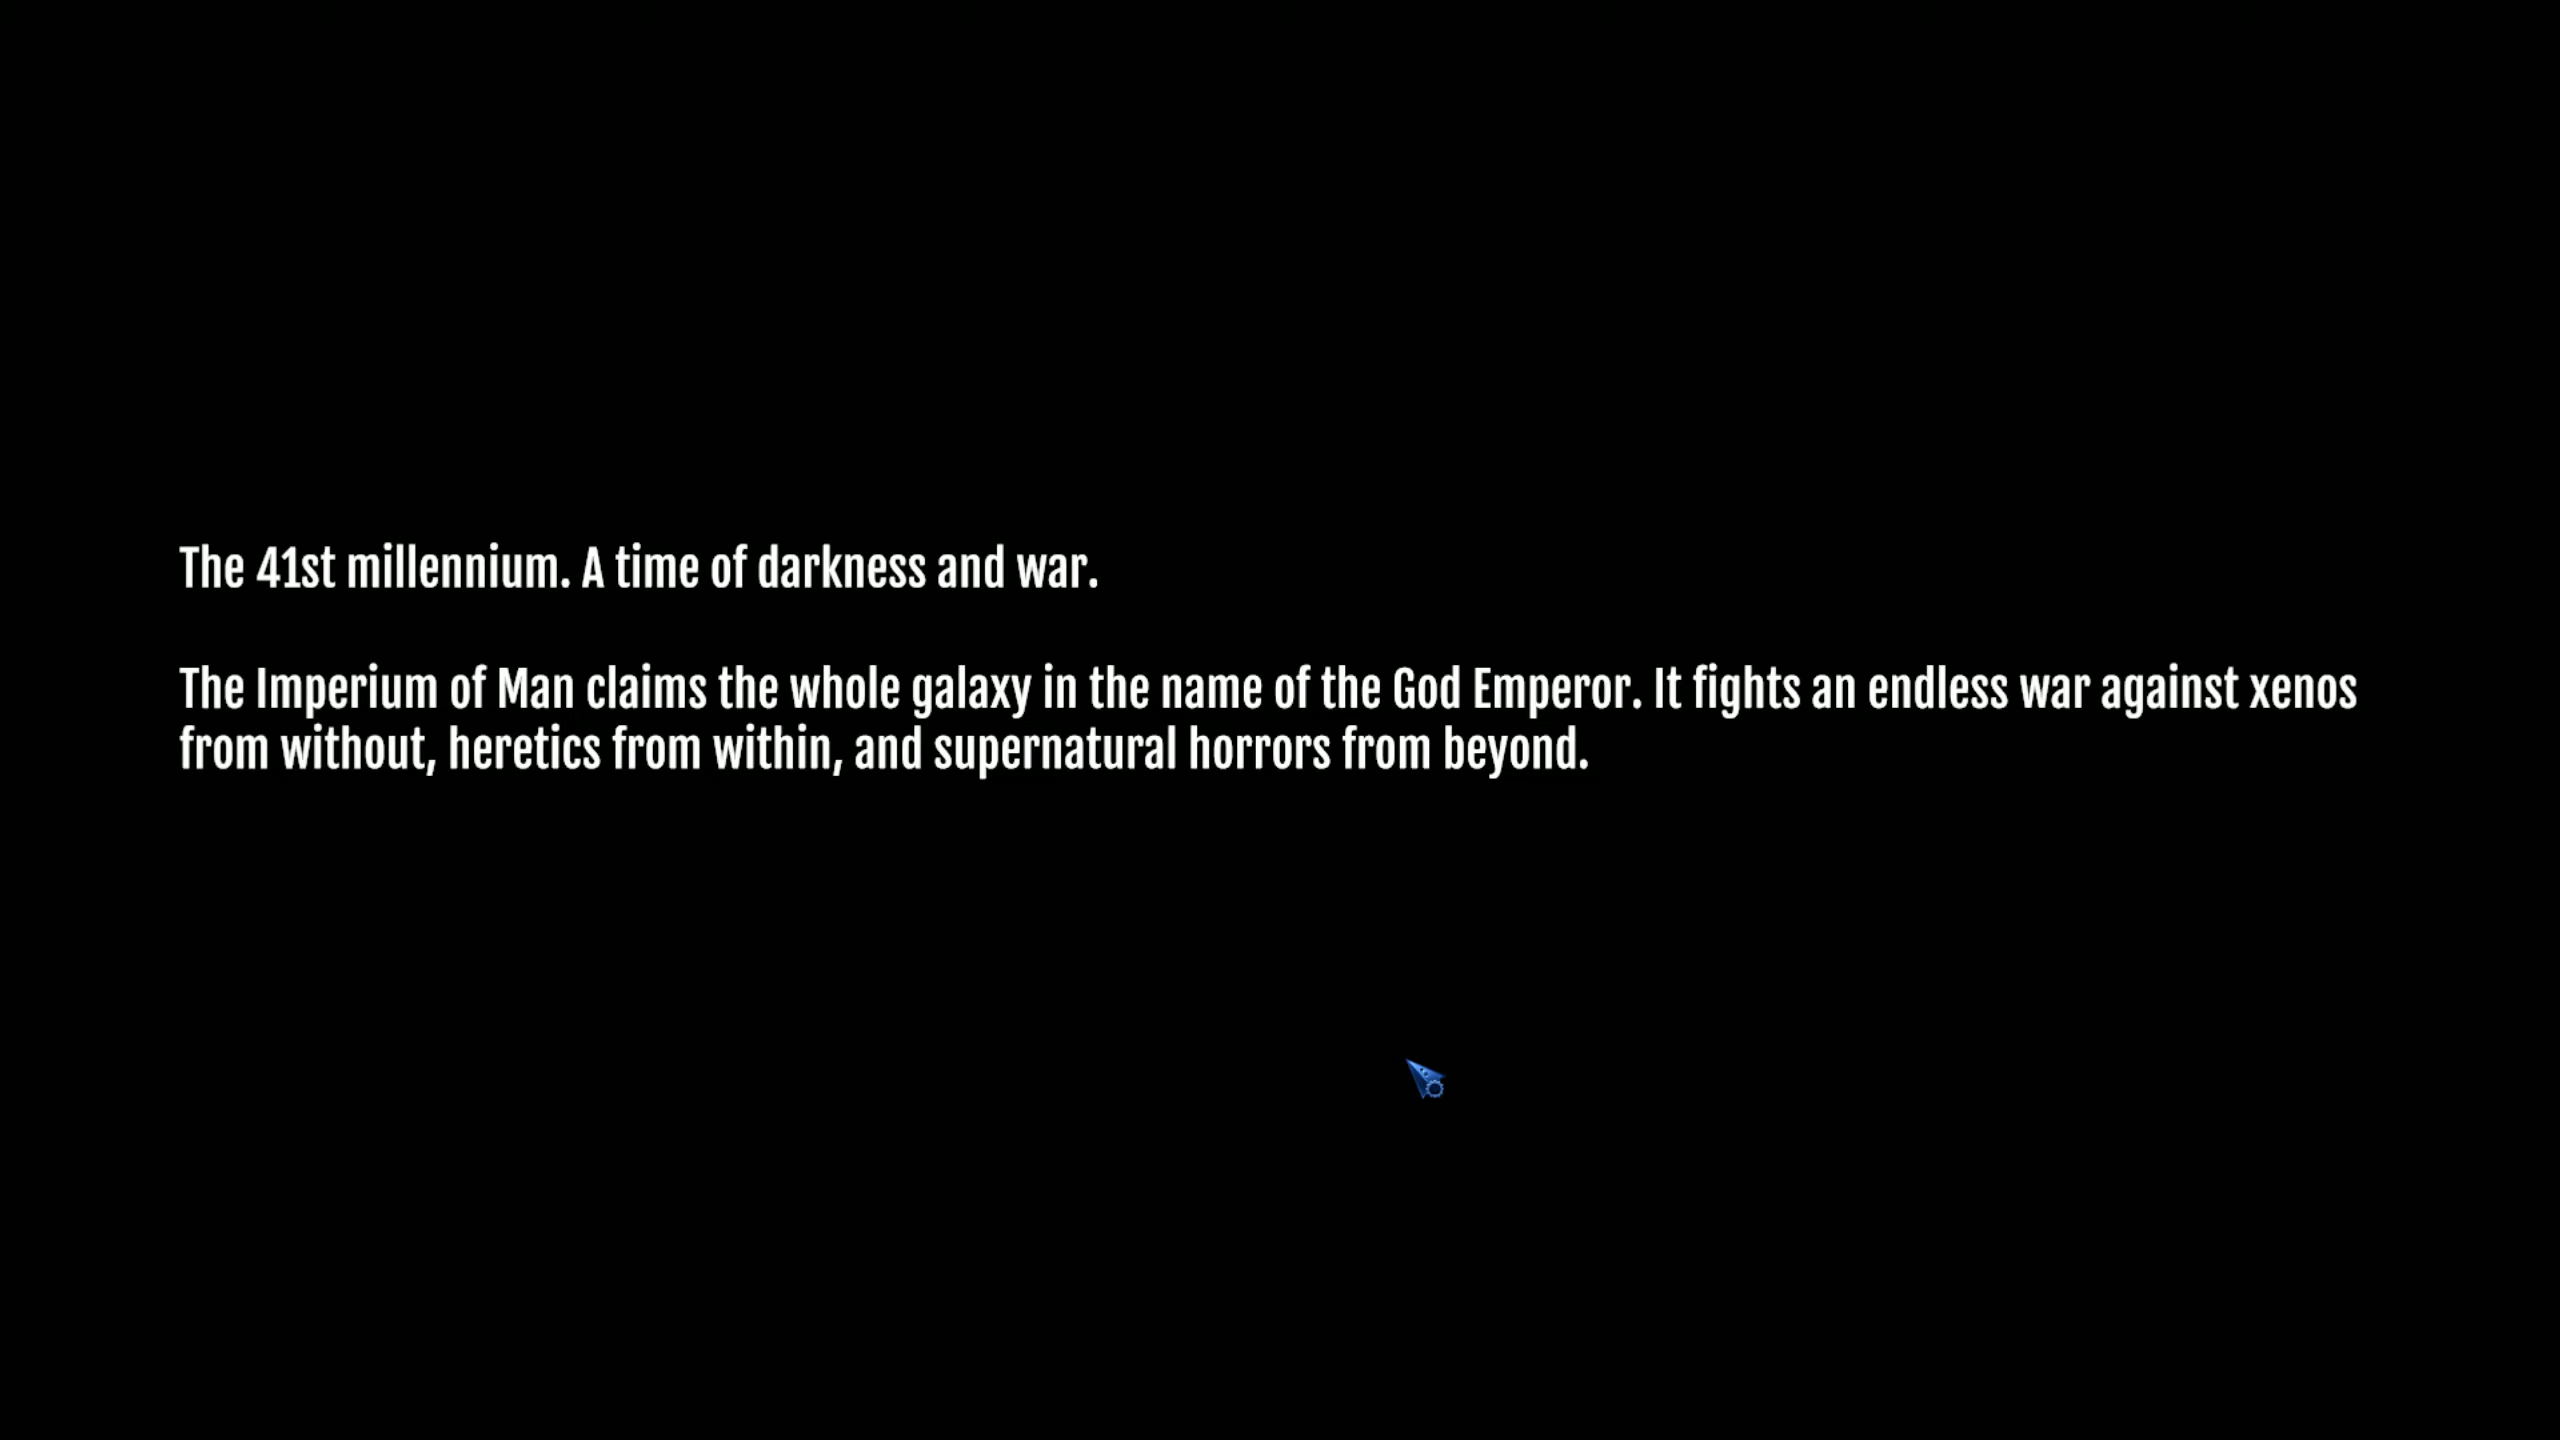 The 41st millennium. A time of darkness and war.
The Imperium of Man claims the whole galaxy in the name of the God Emperor. It fights an endless war against xenos
from without, heretics from within, and supernatural horrors from beyond.